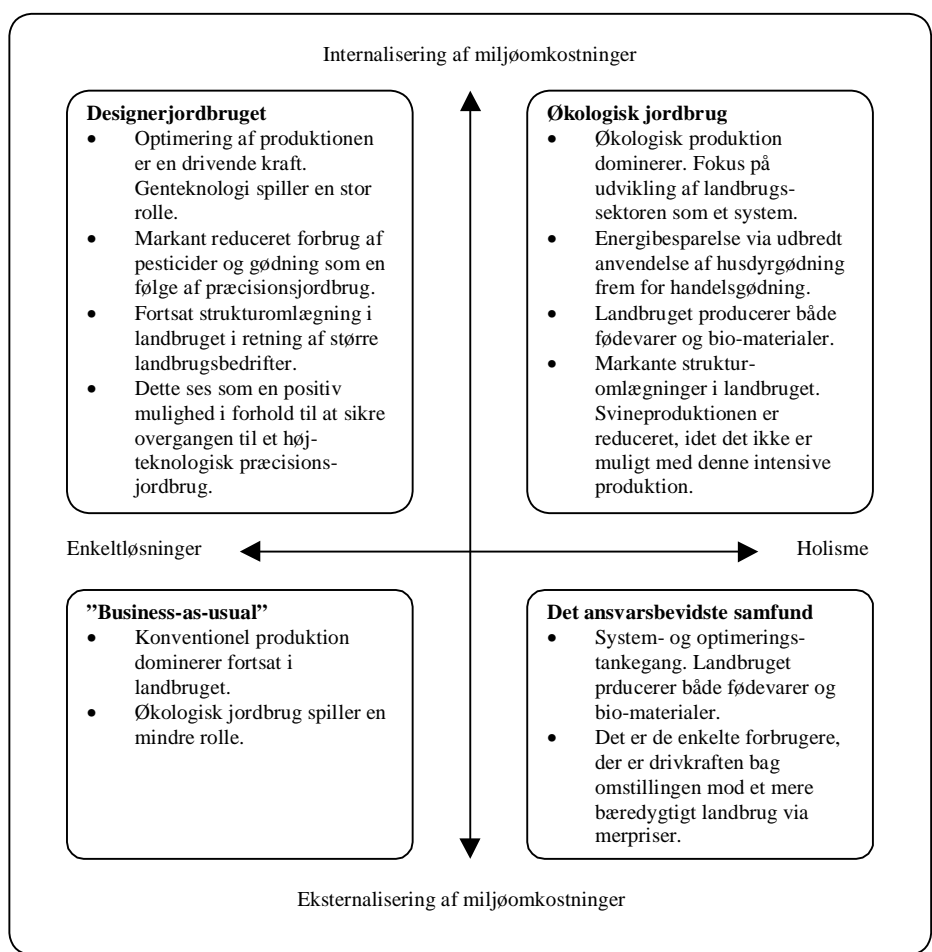 Internalisering af miljøomkostninger
Designerjordbruget
• Optimering af produktionen
er en drivende kraft.
Genteknologi spiller en stor
rolle.
• Markant reduceret forbrug af
pesticider og gødning som en
følge af præcisionsjordbrug.
• Fortsat strukturomlægning i
landbruget i retning af større
landbrugsbedrifter.
• Dette ses som en positiv
mulighed i forhold til at sikre
overgangen til et høj-
teknologisk præcisions-
jordbrug.
Økologisk jordbrug
• Økologisk produktion
dominerer. Fokus på
udvikling af landbrugs-
sektoren som et system.
• Energibesparelse via udbredt
anvendelse af husdyrgødning
frem for handelsgødning.
• Landbruget producerer både
fødevarer og bio-materialer.
• Markante struktur-
omlægninger i landbruget.
Svineproduktionen er
reduceret, idet det ikke er
muligt med denne intensive
produktion.
Enkeltløsninger
Holisme
”Business-as-usual”
• Konventionel produktion
dominerer fortsat i
landbruget.
• Økologisk jordbrug spiller en
mindre rolle.
Det ansvarsbevidste samfund
• System- og optimerings-
tankegang. Landbruget
prducerer både fødevarer og
bio-materialer.
• Det er de enkelte forbrugere,
der er drivkraften bag
omstillingen mod et mere
bæredygtigt landbrug via
merpriser.
Eksternalisering af miljøomkostninger